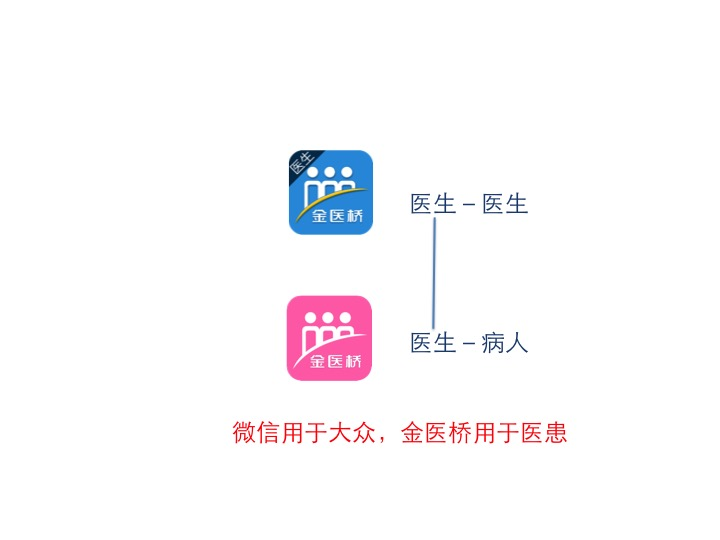 医生
金医桥
医生 – 医生
金医桥
医生 – 病人
微信用于大众，金医桥用于医患